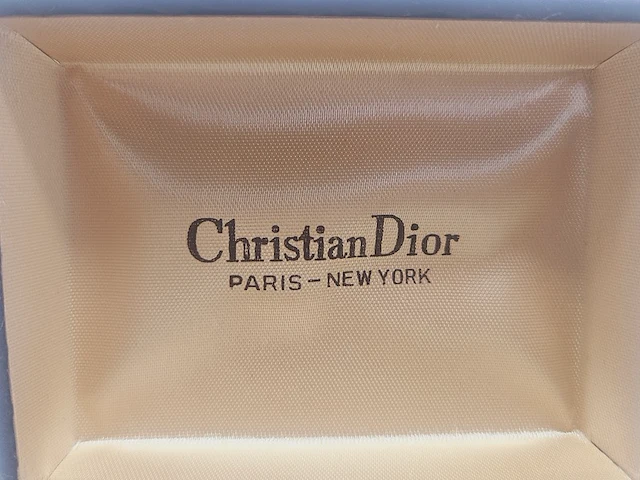 Christian Dior
PARIS – NEW YORK